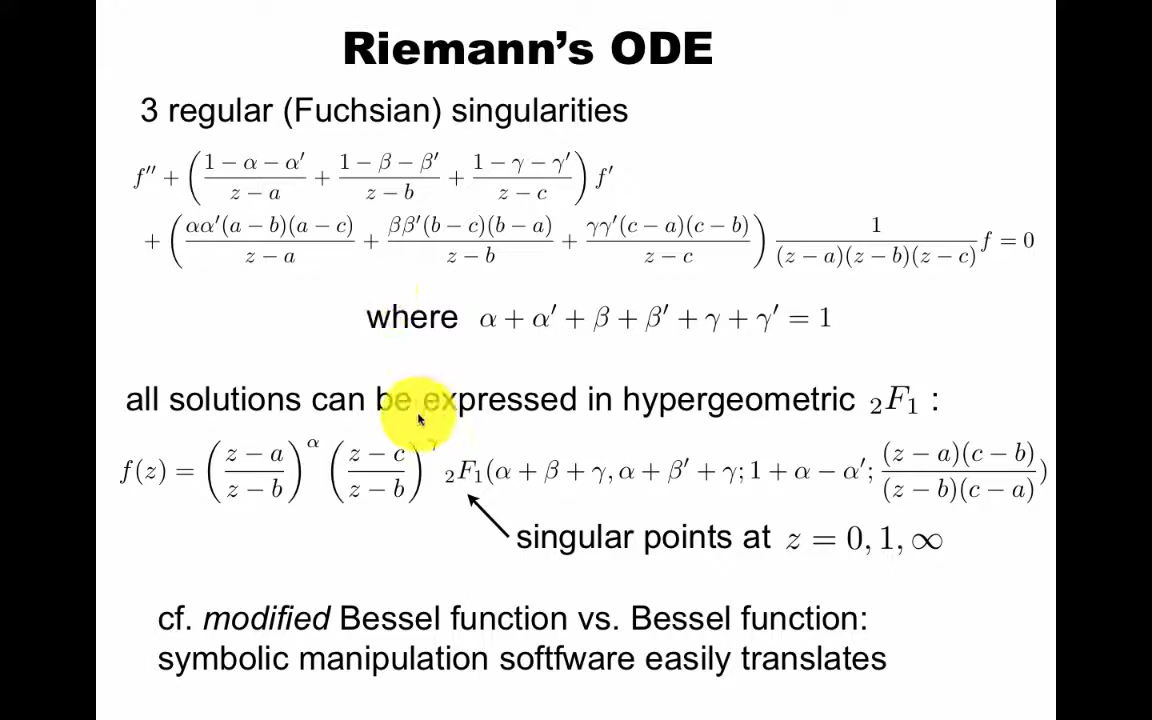 Riemann's ODE
3 regular (Fuchsian) singularities
f'' + ( (1 − α − α')/(z − a) + (1 − β − β')/(z − b) + (1 − γ − γ')/(z − c) ) f'
+ ( αα'(a − b)(a − c)/(z − a) + ββ'(b − c)(b − a)/(z − b) + γγ'(c − a)(c − b)/(z − c) ) 1/((z − a)(z − b)(z − c)) f = 0
where α + α' + β + β' + γ + γ' = 1
all solutions can be expressed in hypergeometric ₂F₁ :
f(z) = ( (z − a)/(z − b) )^α ( (z − c)/(z − b) )^γ ₂F₁(α + β + γ, α + β' + γ; 1 + α − α'; (z − a)(c − b)/((z − b)(c − a)))
singular points at z = 0, 1, ∞
cf. modified Bessel function vs. Bessel function:
symbolic manipulation softfware easily translates